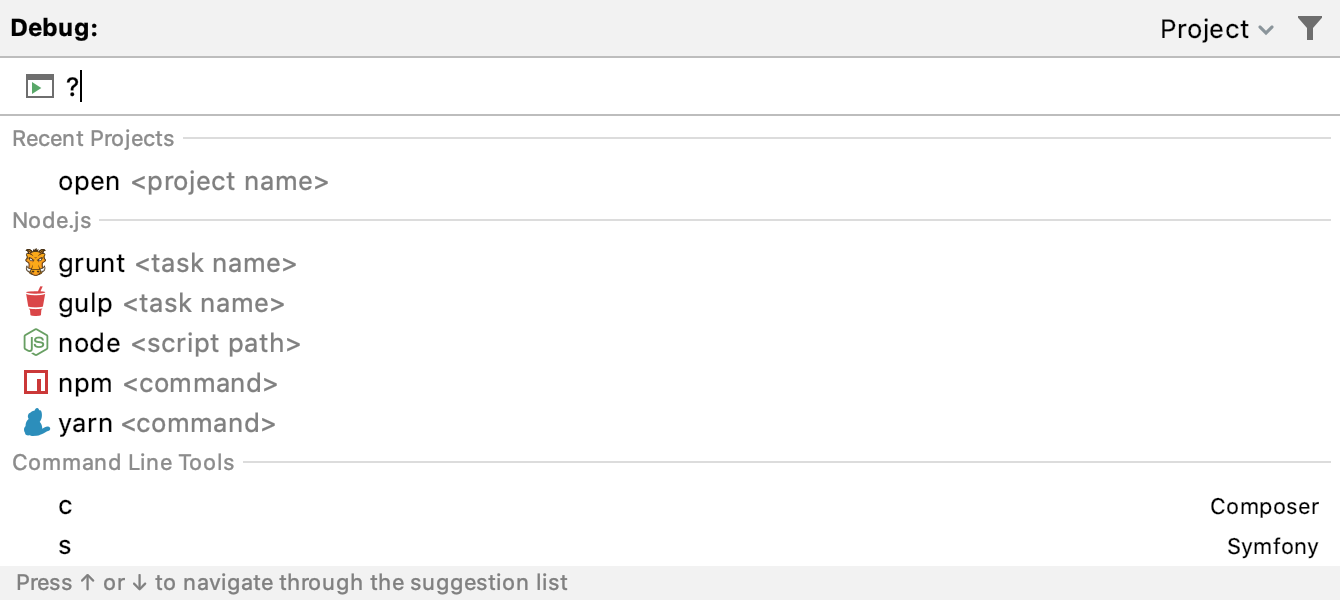 Debug:
Project
?
Recent Projects
open <project name>
Node.js
grunt <task name>
gulp <task name>
node <script path>
npm <command>
yarn <command>
Command Line Tools
c Composer
s Symfony
Press ↑ or ↓ to navigate through the suggestion list